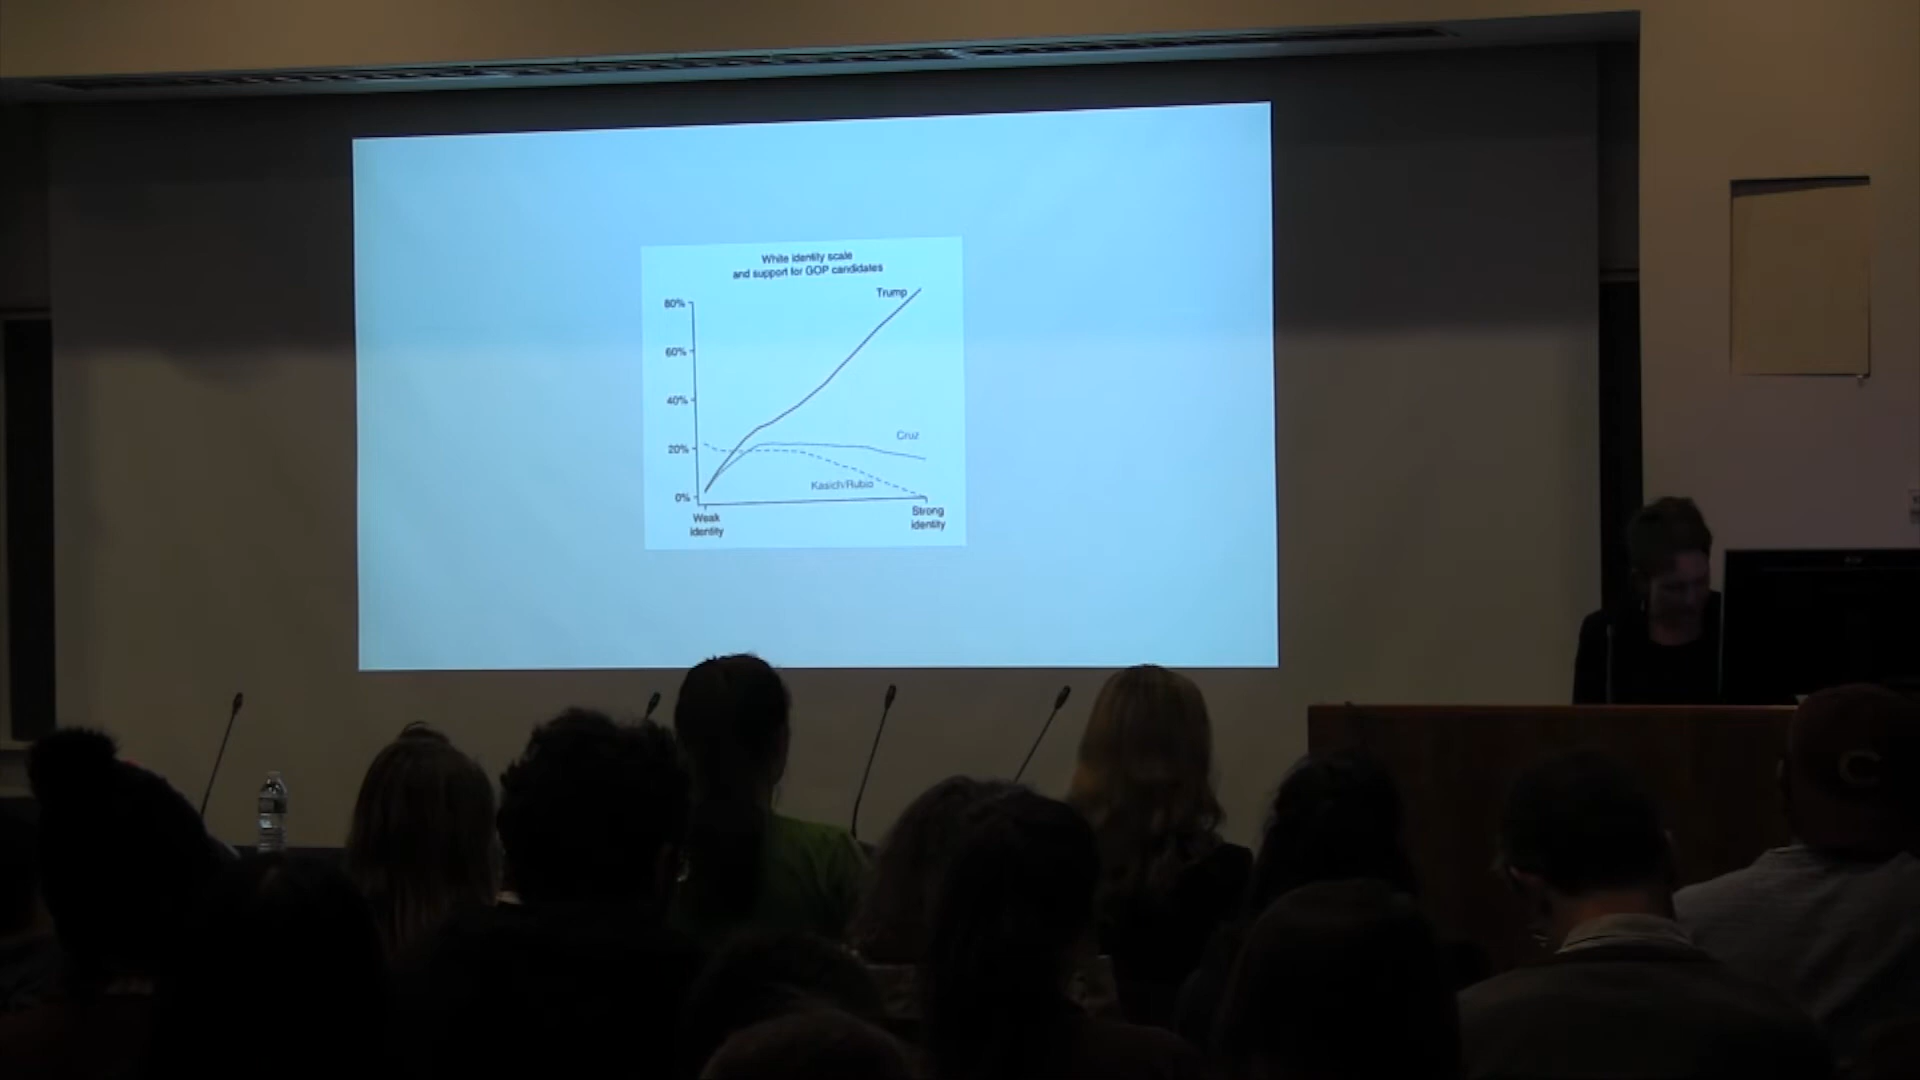 White identity scale
and support for GOP candidates
Trump
80%
60%
40%
Cruz
20%
Kasich/Rubio
0%
Weak
identity
Strong
identity
C